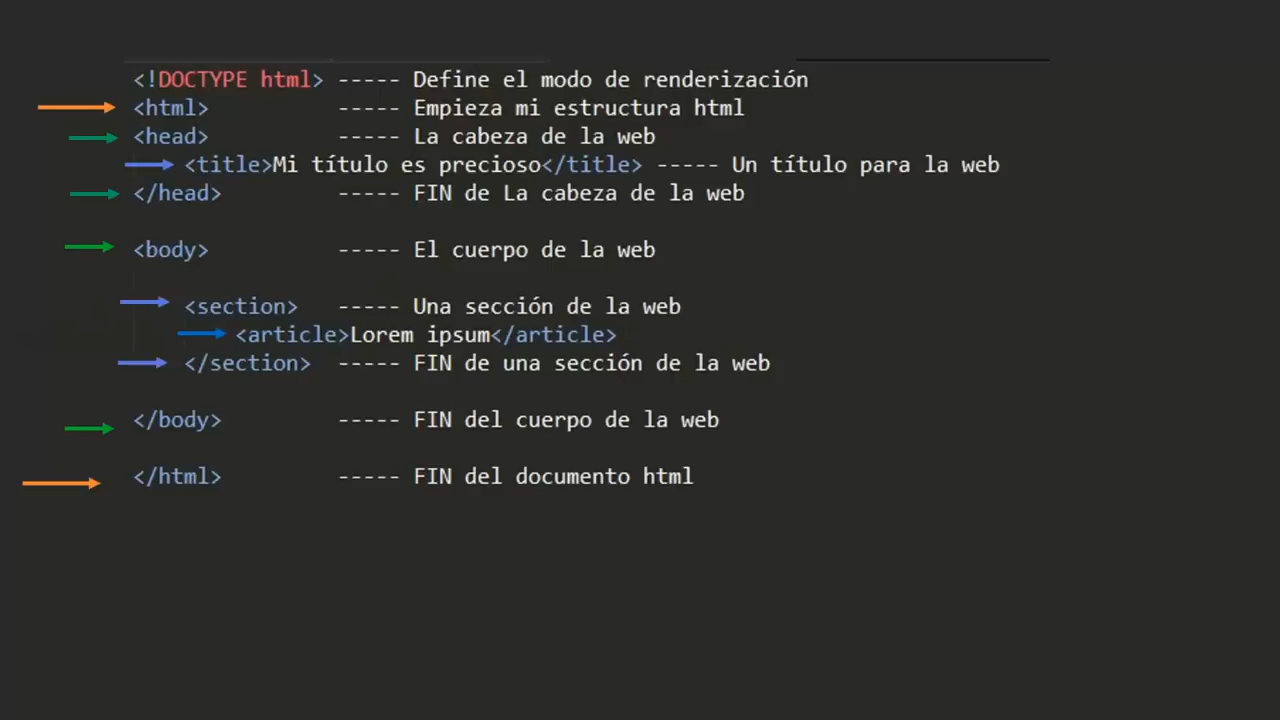 <!DOCTYPE html> ----- Define el modo de renderización
<html> ----- Empieza mi estructura html
<head> ----- La cabeza de la web
<title>Mi título es precioso</title> ----- Un título para la web
</head> ----- FIN de La cabeza de la web
<body> ----- El cuerpo de la web
<section> ----- Una sección de la web
<article>Lorem ipsum</article>
</section> ----- FIN de una sección de la web
</body> ----- FIN del cuerpo de la web
</html> ----- FIN del documento html